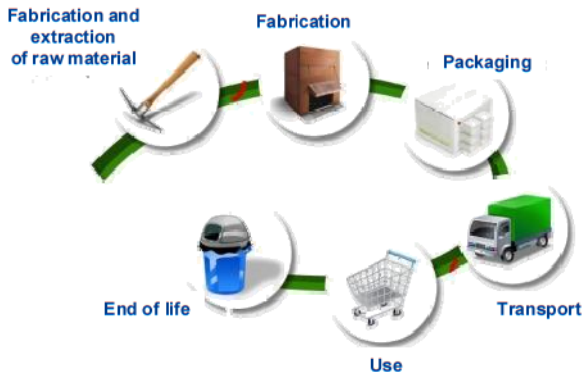 Fabrication and
extraction
of raw material
Fabrication
Packaging
Transport
Use
End of life